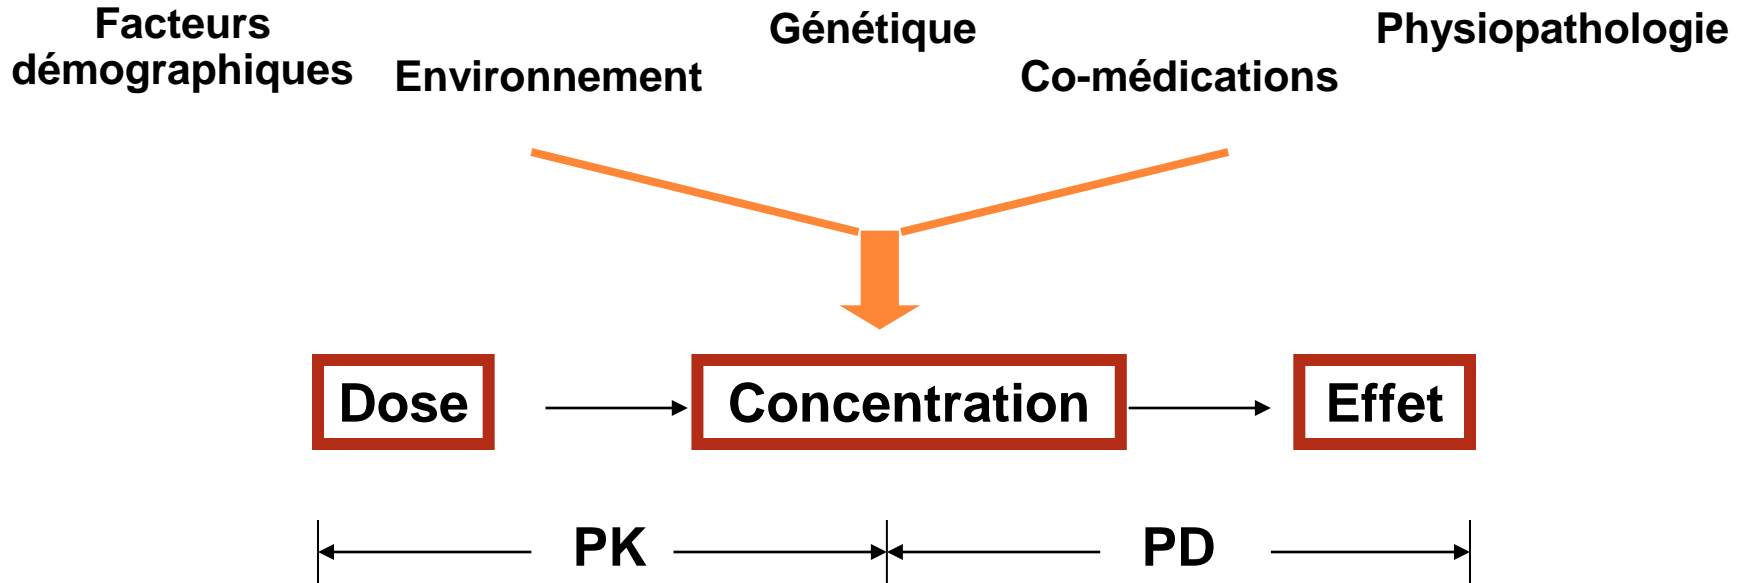 Facteurs
démographiques
Environnement
Génétique
Co-médications
Physiopathologie
Dose
Concentration
Effet
PK
PD